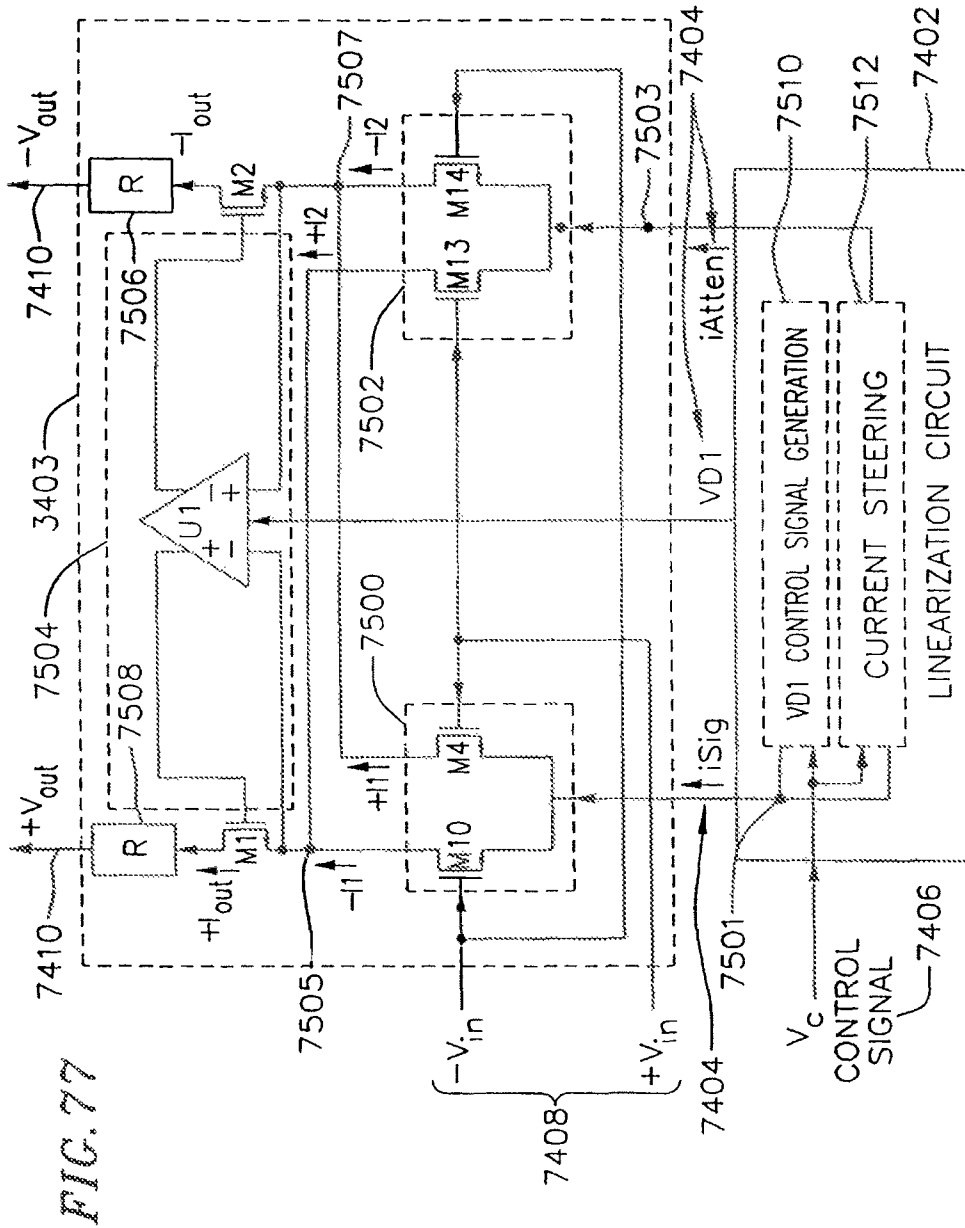 7410
-Vout
7506
R
-Iout
M2
3403
7504
7508
7410
+Vout
R
+Iout
M1
U1
+
-
-
+
+I2
7507
-I2
7505
+I1
-I1
7500
7502
M10
M4
M13
M14
7404
7503
-Vin
+Vin
7408
7404
iSig
iAtten
VD1
7501
7510
7512
7402
VD1 CONTROL SIGNAL GENERATION
CURRENT STEERING
LINEARIZATION CIRCUIT
Vc
CONTROL
SIGNAL
7406
FIG. 77